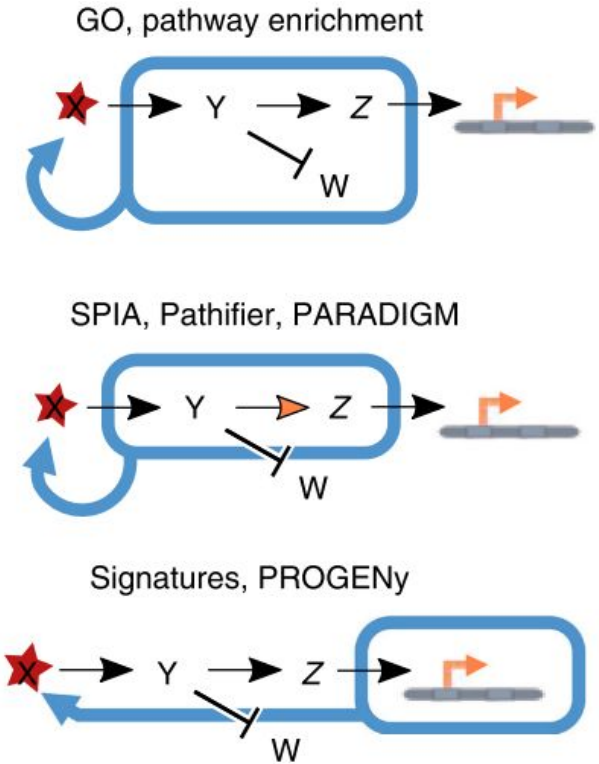 GO, pathway enrichment
X Y Z
W
SPIA, Pathifier, PARADIGM
X Y Z
W
Signatures, PROGENy
X Y Z
W